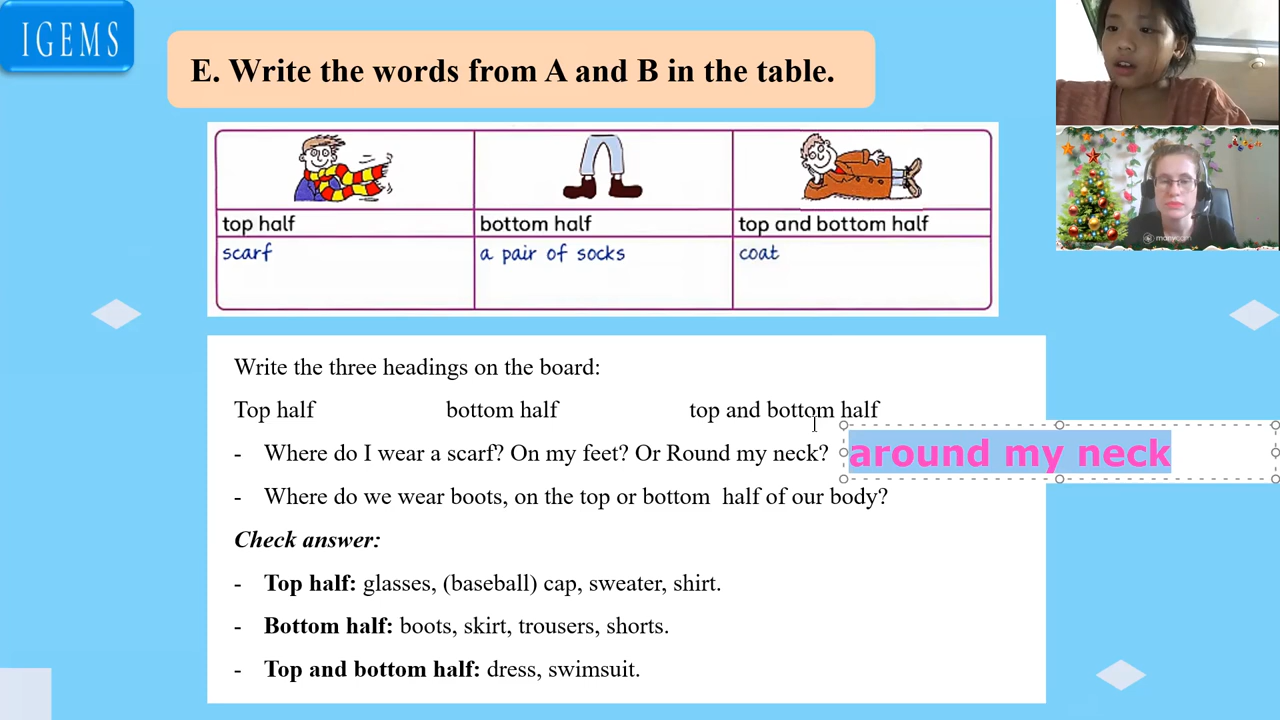 IGEMS
E. Write the words from A and B in the table.
top half
bottom half
top and bottom half
scarf
a pair of socks
coat
Write the three headings on the board:
Top half bottom half top and bottom half
- Where do I wear a scarf? On my feet? Or Round my neck?
around my neck
- Where do we wear boots, on the top or bottom half of our body?
Check answer:
- Top half: glasses, (baseball) cap, sweater, shirt.
- Bottom half: boots, skirt, trousers, shorts.
- Top and bottom half: dress, swimsuit.